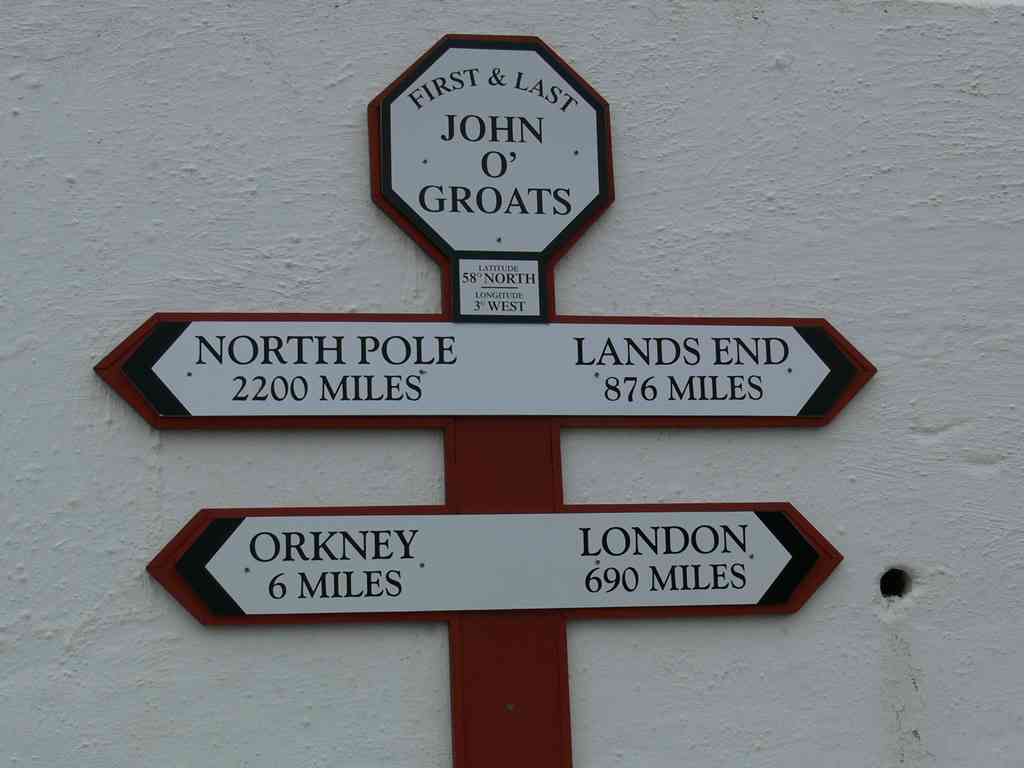 FIRST & LAST
JOHN
O'
GROATS
LATITUDE
58° NORTH
LONGITUDE
3° WEST
NORTH POLE
2200 MILES
LANDS END
876 MILES
ORKNEY
6 MILES
LONDON
690 MILES